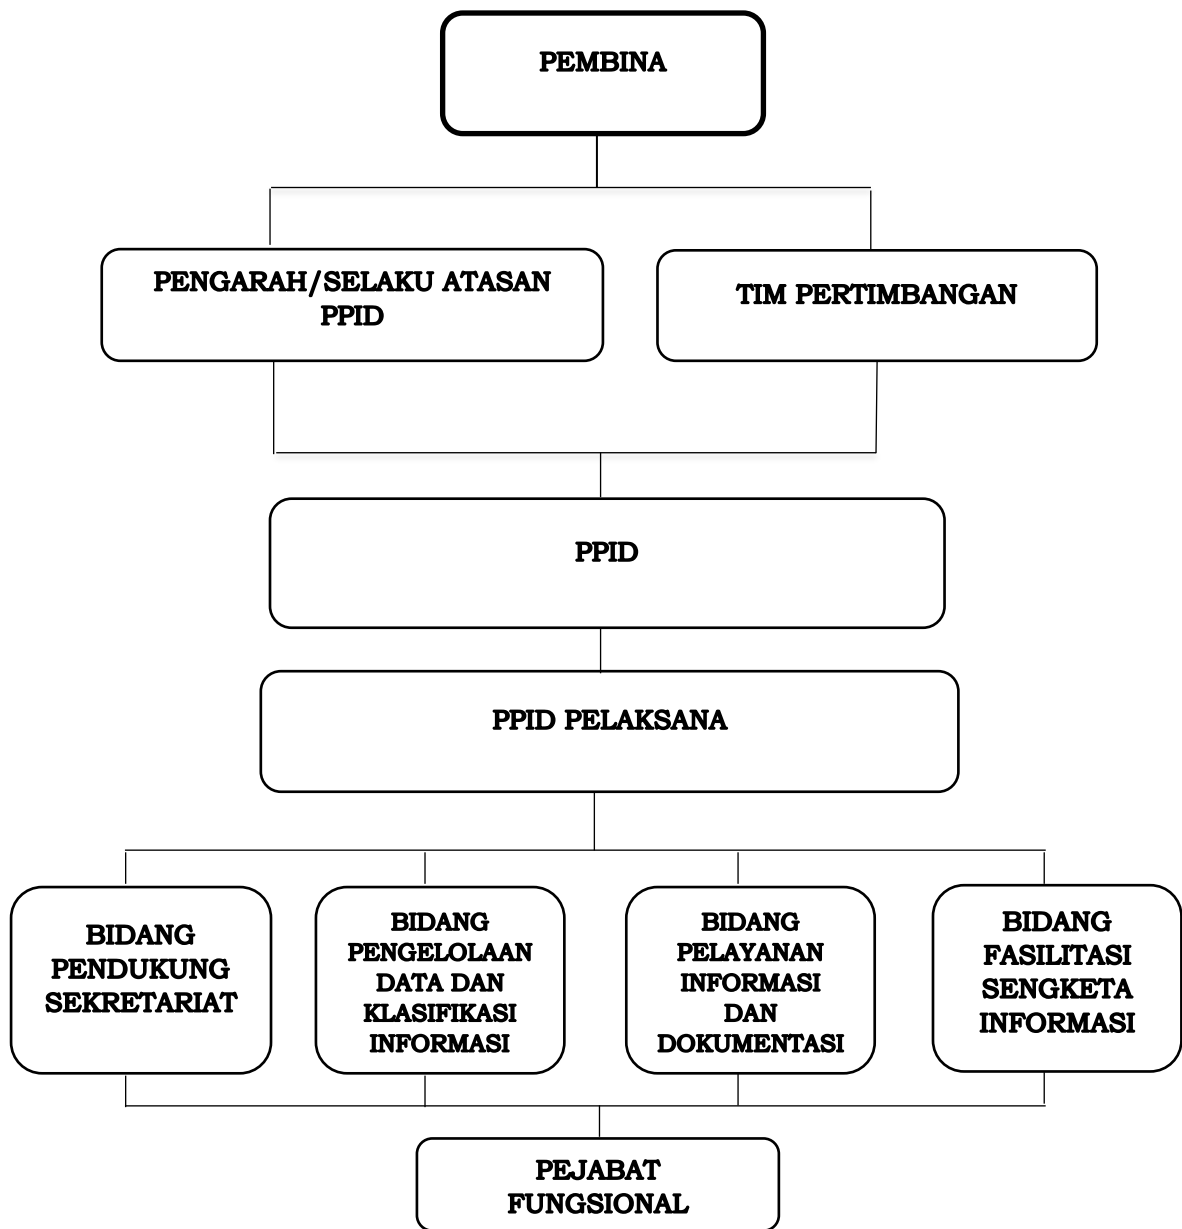 PEMBINA
PENGARAH/SELAKU ATASAN
PPID
TIM PERTIMBANGAN
PPID
PPID PELAKSANA
BIDANG
PENDUKUNG
SEKRETARIAT
BIDANG
PENGELOLAAN
DATA DAN
KLASIFIKASI
INFORMASI
BIDANG
PELAYANAN
INFORMASI
DAN
DOKUMENTASI
BIDANG
FASILITASI
SENGKETA
INFORMASI
PEJABAT
FUNGSIONAL